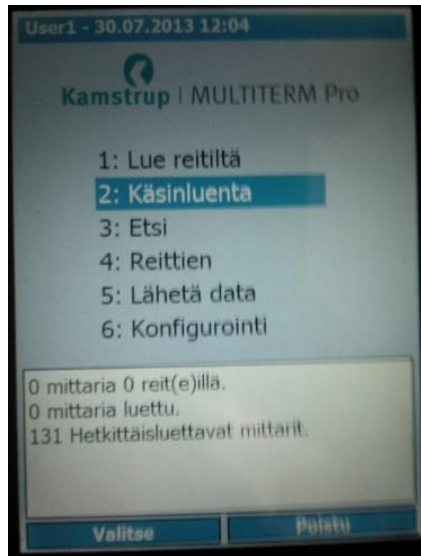 User1 - 30.07.2013 12:04
Kamstrup | MULTITERM Pro
1: Lue reitiltä
2: Käsinluenta
3: Etsi
4: Reittien
5: Lähetä data
6: Konfigurointi
0 mittaria 0 reit(e)illä.
0 mittaria luettu.
131 Hetkittäisluettavat mittarit.
Valitse Poistu